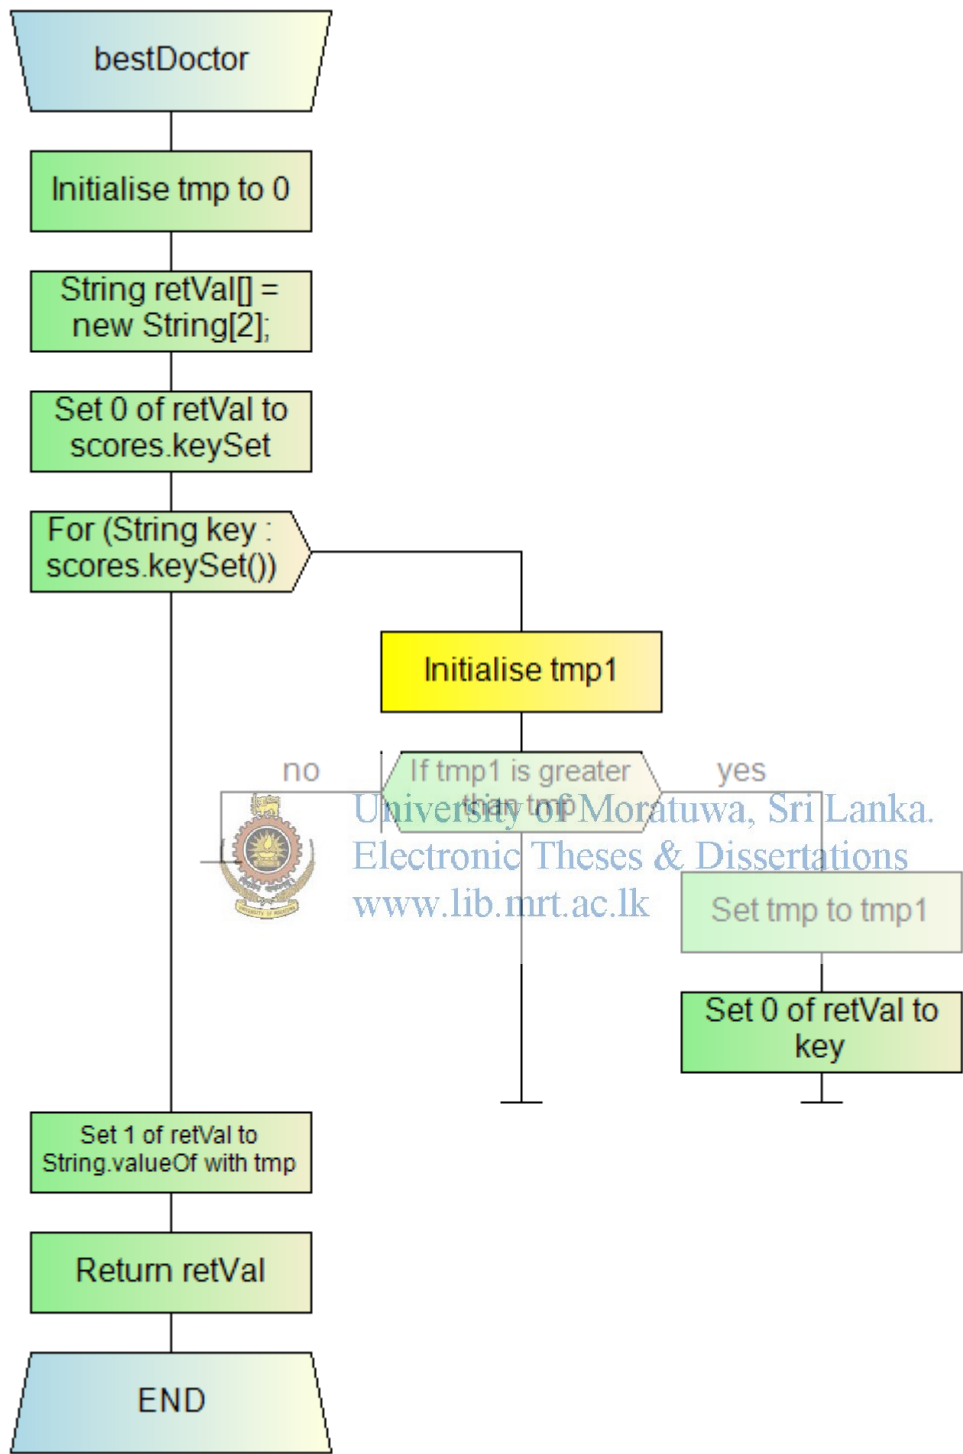 bestDoctor
Initialise tmp to 0
String retVal[] =
new String[2];
Set 0 of retVal to
scores.keySet
For (String key :
scores.keySet())
Initialise tmp1
no
If tmp1 is greater
than tmp
yes
University of Moratuwa, Sri Lanka.
Electronic Theses & Dissertations
www.lib.mrt.ac.lk
Set tmp to tmp1
Set 0 of retVal to
key
Set 1 of retVal to
String.valueOf with tmp
Return retVal
END